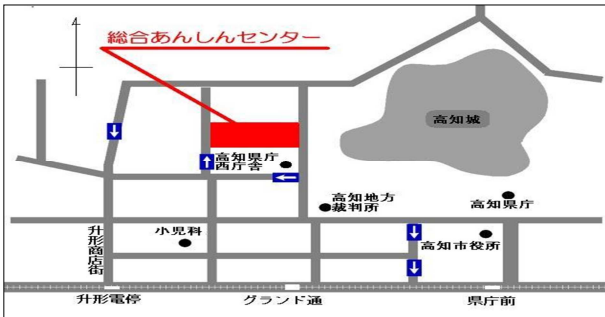 総合あんしんセンター
高知城
高知県庁
西庁舎
高知地方
裁判所
高知県庁
小児科
高知市役所
升形商店街
升形電停
グランド通
県庁前